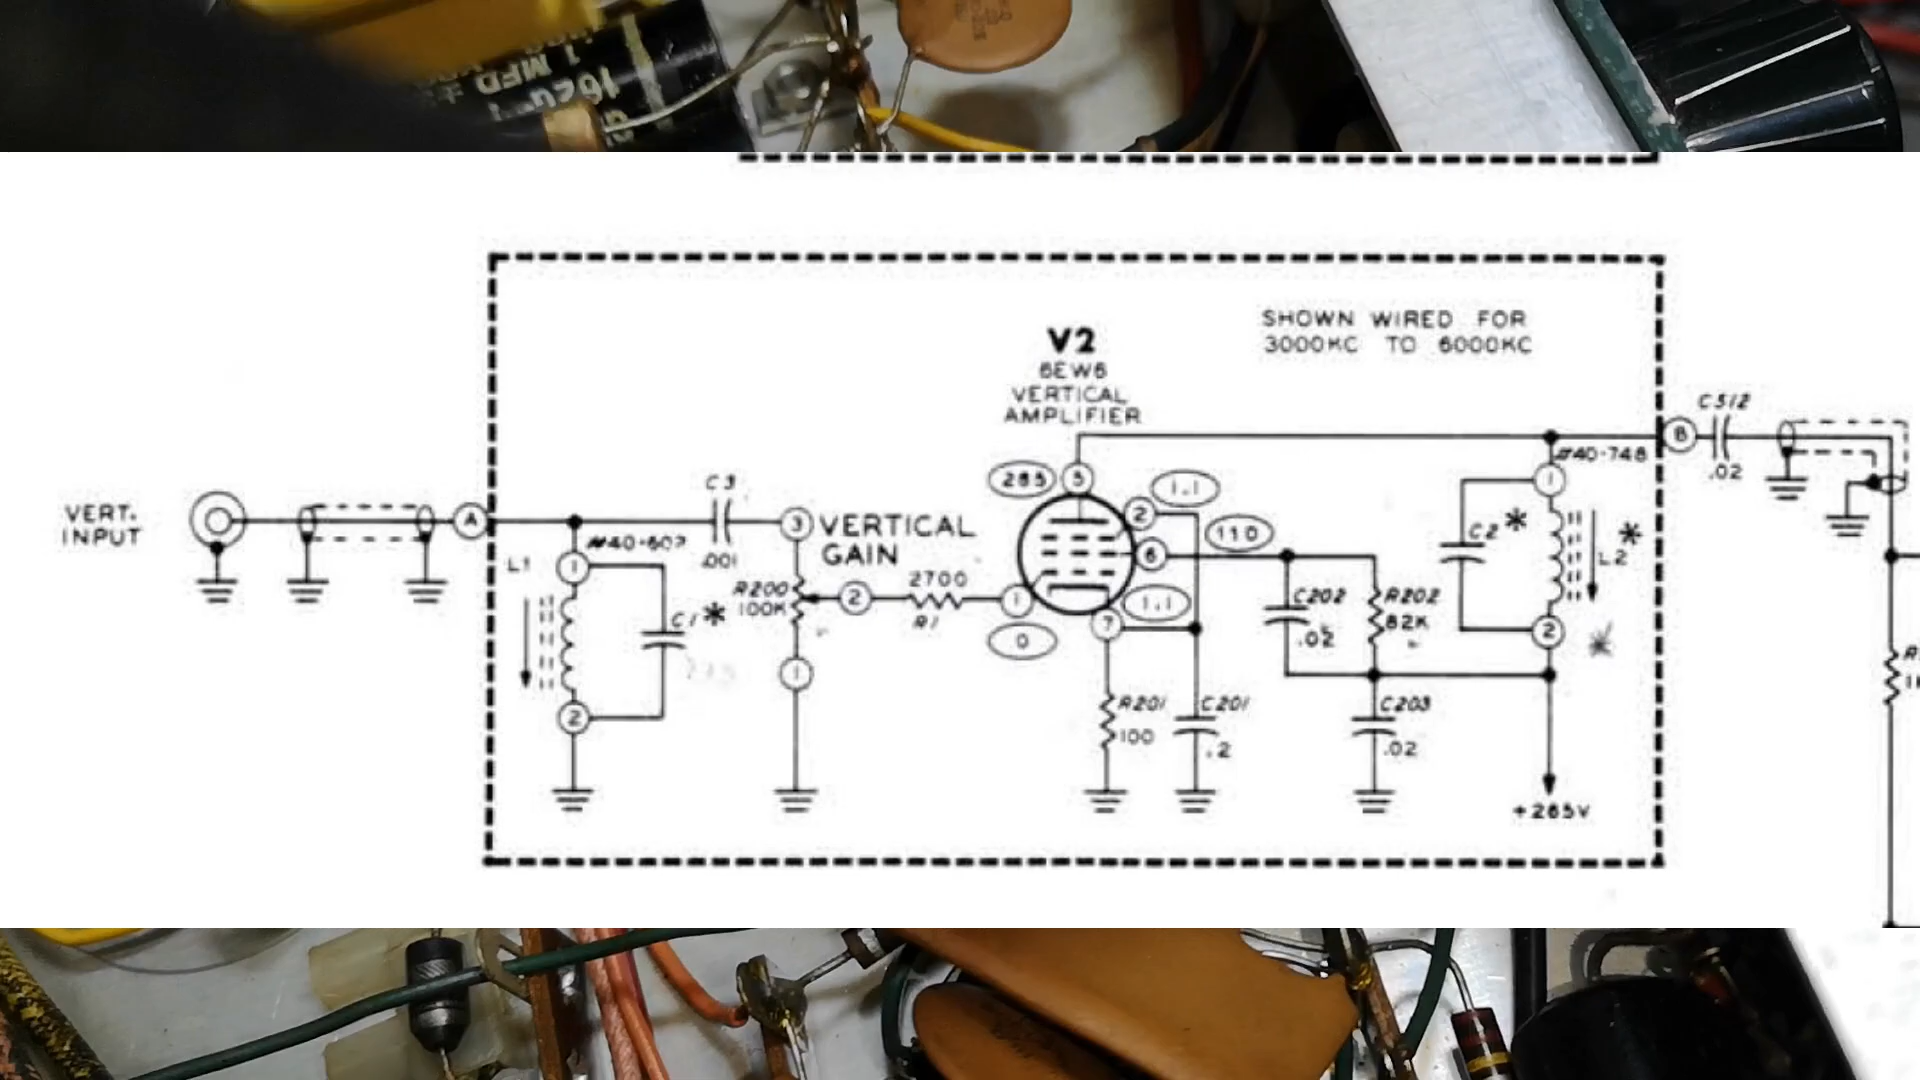 1 MFD
SHOWN WIRED FOR
3000KC TO 6000KC
V2
6EW6
VERTICAL
AMPLIFIER
C512
B
.02
#40-748
1
285
5
1.1
2
C3
VERT.
INPUT
A
3
VERTICAL
GAIN
110
6
C2 *
L2 *
.001
L1
1
2700
R200
100K
2
R1
1
1.1
C202
.02
R202
82K
C1 *
0
7
2
1
2
R201
100
C201
.2
C203
.02
+285V